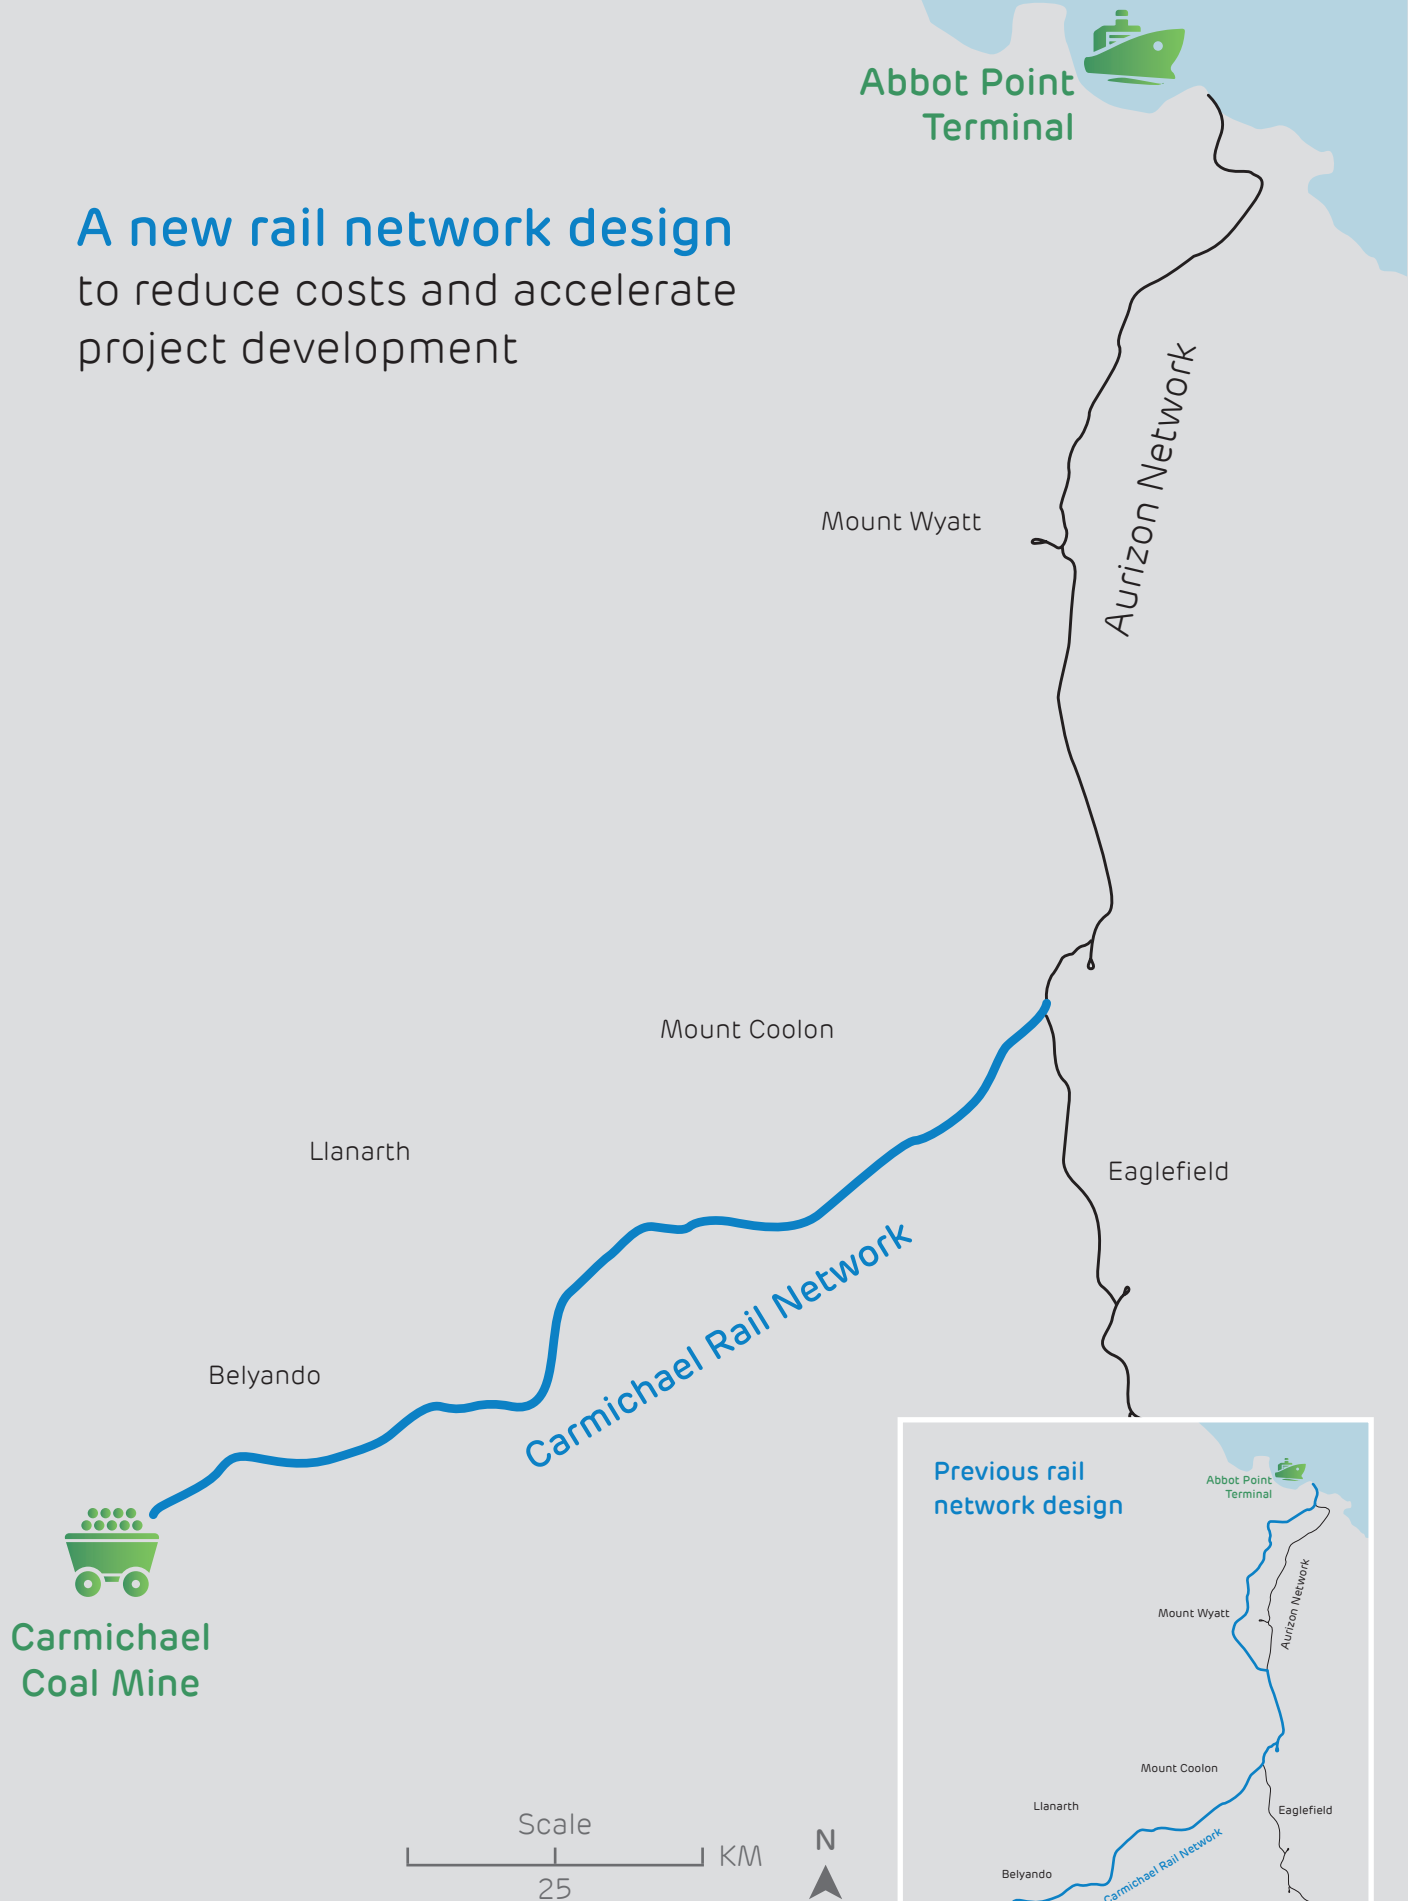 Abbot Point
Terminal
A new rail network design
to reduce costs and accelerate
project development
Aurizon Network
Mount Wyatt
Mount Coolon
Llanarth
Eaglefield
Carmichael Rail Network
Belyando
Carmichael
Coal Mine
Scale
KM
25
N
Previous rail
network design
Abbot Point
Terminal
Aurizon Network
Mount Wyatt
Mount Coolon
Llanarth
Eaglefield
Carmichael Rail Network
Belyando